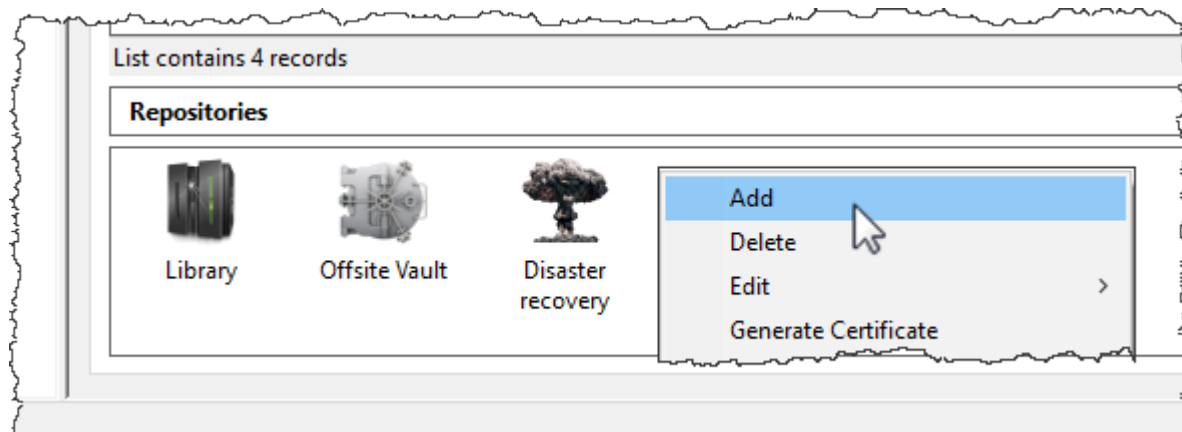 List contains 4 records
Repositories
Library
Offsite Vault
Disaster
recovery
Add
Delete
Edit
Generate Certificate